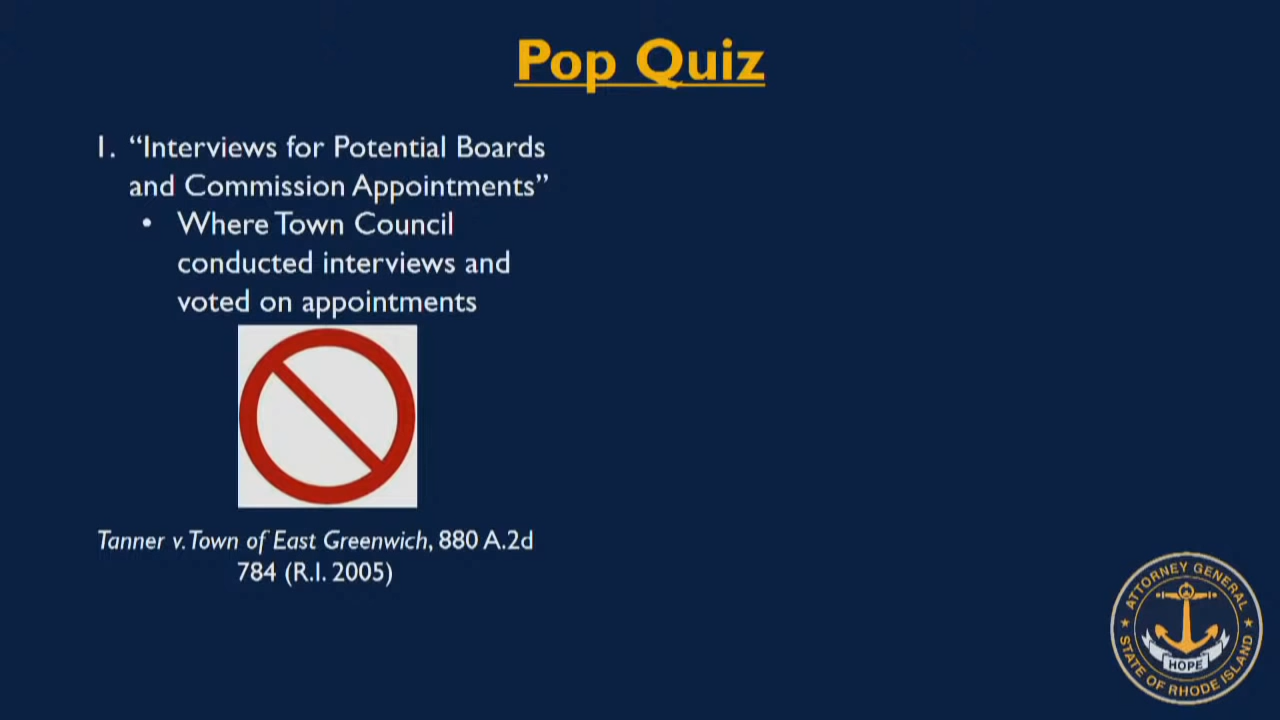 Pop Quiz
1. “Interviews for Potential Boards
and Commission Appointments”
• Where Town Council
conducted interviews and
voted on appointments
Tanner v. Town of East Greenwich, 880 A.2d
784 (R.I. 2005)
ATTORNEY GENERAL
HOPE
STATE OF RHODE ISLAND